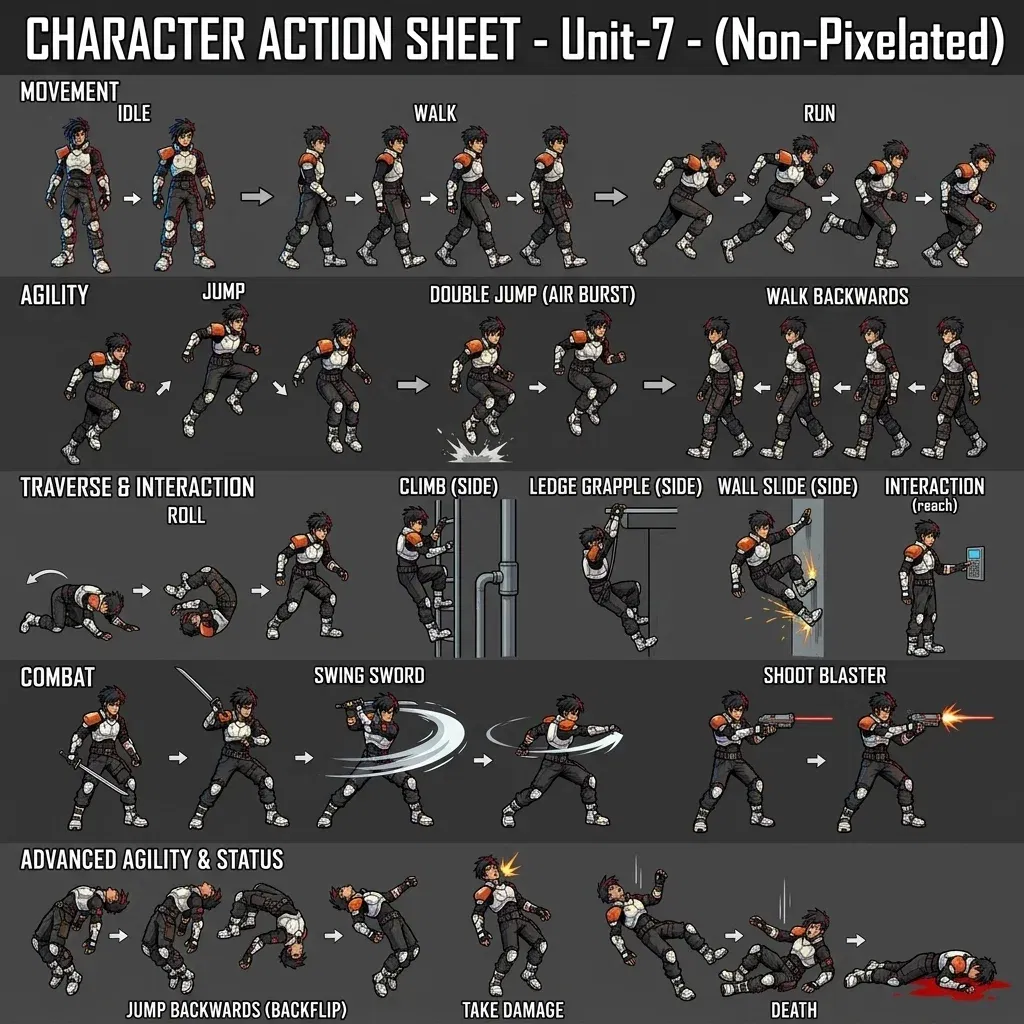 CHARACTER ACTION SHEET - Unit-7 - (Non-Pixelated)
MOVEMENT
IDLE
WALK
RUN
AGILITY
JUMP
DOUBLE JUMP (AIR BURST)
WALK BACKWARDS
TRAVERSE & INTERACTION
ROLL
CLIMB (SIDE)
LEDGE GRAPPLE (SIDE)
WALL SLIDE (SIDE)
INTERACTION
(reach)
COMBAT
SWING SWORD
SHOOT BLASTER
ADVANCED AGILITY & STATUS
JUMP BACKWARDS (BACKFLIP)
TAKE DAMAGE
DEATH